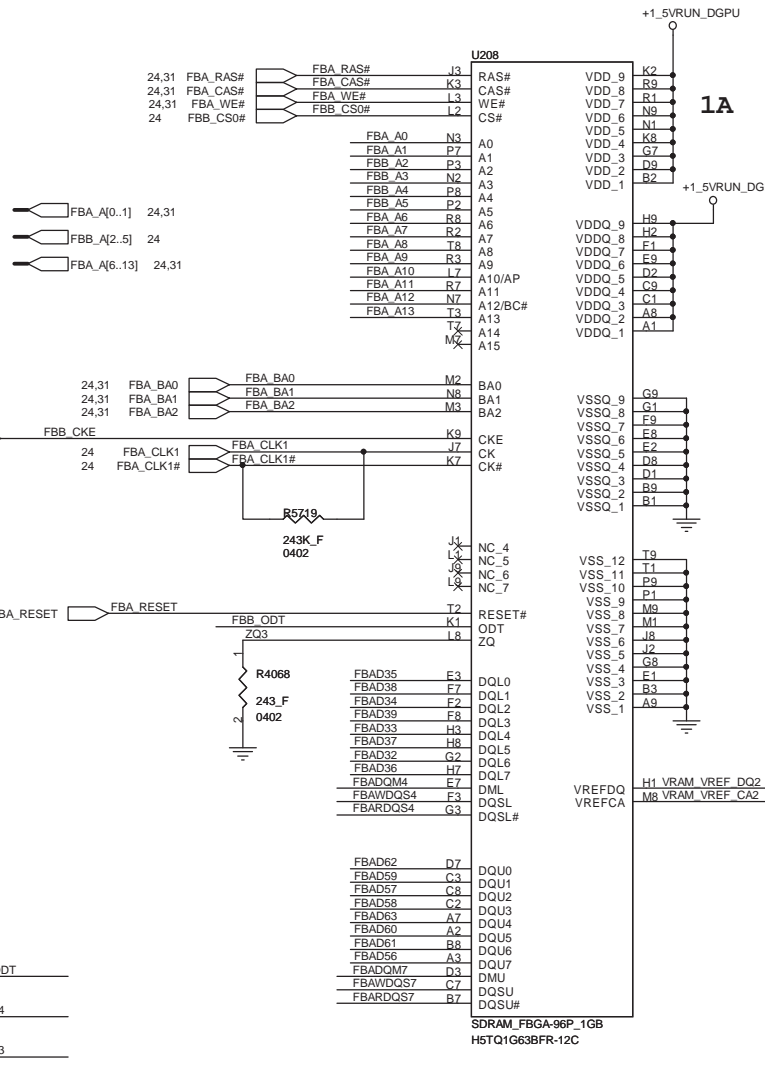 +1_5VRUN_DGPU
1A
U208
24,31 FBA_RAS# FBA_RAS# J3 RAS#
24,31 FBA_CAS# FBA_CAS# K3 CAS#
24,31 FBA_WE# FBA_WE# L3 WE#
24 FBB_CS0# FBB_CS0# L2 CS#
FBA_A0 N3 A0
FBA_A1 P7 A1
FBB_A2 P3 A2
FBB_A3 N2 A3
FBB_A4 P8 A4
FBB_A5 P2 A5
FBA_A6 R8 A6
FBA_A7 R2 A7
FBA_A8 T8 A8
FBA_A9 R3 A9
FBA_A10 L7 A10/AP
FBA_A11 R7 A11
FBA_A12 N7 A12/BC#
FBA_A13 T3 A13
T7 A14
M7 A15
FBA_A[0..1] 24,31
FBB_A[2..5] 24
FBA_A[6..13] 24,31
VDD_9 K2
VDD_8 R9
VDD_7 R1
VDD_6 N9
VDD_5 N1
VDD_4 K8
VDD_3 G7
VDD_2 D9
VDD_1 B2
+1_5VRUN_DG
VDDQ_9 H9
VDDQ_8 H2
VDDQ_7 F1
VDDQ_6 E9
VDDQ_5 D2
VDDQ_4 C9
VDDQ_3 C1
VDDQ_2 A8
VDDQ_1 A1
24,31 FBA_BA0 FBA_BA0 M2 BA0
24,31 FBA_BA1 FBA_BA1 N8 BA1
24,31 FBA_BA2 FBA_BA2 M3 BA2
FBB_CKE K9 CKE
24 FBA_CLK1 FBA_CLK1 J7 CK
24 FBA_CLK1# FBA_CLK1# K7 CK#
R5719
243K_F
0402
VSSQ_9 G9
VSSQ_8 G1
VSSQ_7 F9
VSSQ_6 E8
VSSQ_5 E2
VSSQ_4 D8
VSSQ_3 D1
VSSQ_2 B9
VSSQ_1 B1
J1 NC_4
L1 NC_5
J9 NC_6
L9 NC_7
BA_RESET FBA_RESET T2 RESET#
FBB_ODT K1 ODT
ZQ3 L8 ZQ
1
R4068
243_F
0402
2
VSS_12 T9
VSS_11 T1
VSS_10 P9
VSS_9 P1
VSS_8 M9
VSS_7 M1
VSS_6 J8
VSS_5 J2
VSS_4 G8
VSS_3 E1
VSS_2 B3
VSS_1 A9
FBAD35 E3 DQL0
FBAD38 F7 DQL1
FBAD34 F2 DQL2
FBAD39 F8 DQL3
FBAD33 H3 DQL4
FBAD37 H8 DQL5
FBAD32 G2 DQL6
FBAD36 H7 DQL7
FBADQM4 E7 DML
FBAWDQS4 F3 DQSL
FBARDQS4 G3 DQSL#
VREFDQ H1 VRAM_VREF_DQ2
VREFCA M8 VRAM_VREF_CA2
FBAD62 D7 DQU0
FBAD59 C3 DQU1
FBAD57 C8 DQU2
FBAD58 C2 DQU3
FBAD63 A7 DQU4
FBAD60 A2 DQU5
FBAD61 B8 DQU6
FBAD56 A3 DQU7
FBADQM7 D3 DMU
FBAWDQS7 C7 DQSU
FBARDQS7 B7 DQSU#
DT
4
3
SDRAM_FBGA-96P_1GB
H5TQ1G63BFR-12C